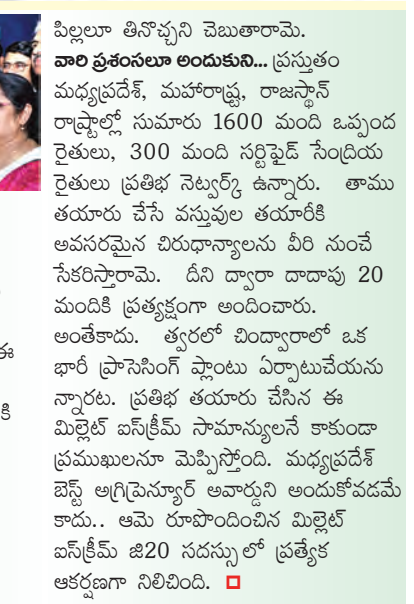 పిల్లలూ తినొచ్చని చెబుతారామె.
వారి ప్రశంసలూ అందుకుని... ప్రస్తుతం
మధ్యప్రదేశ్, మహారాష్ట్ర, రాజస్థాన్
రాష్ట్రాల్లో సుమారు 1600 మంది ఒప్పంద
రైతులు, 300 మంది సర్టిఫైడ్ సేంద్రియ
రైతులు ప్రతిభ నెట్వర్క్ ఉన్నారు. తాము
తయారు చేసే వస్తువుల తయారీకి
అవసరమైన చిరుధాన్యాలను వీరి నుంచే
సేకరిస్తారామె. దీని ద్వారా దాదాపు 20
మందికి ప్రత్యక్షంగా అందించారు.
అంతేకాదు. త్వరలో చింద్వారాలో ఒక
భారీ ప్రాసెసింగ్ ప్లాంటు ఏర్పాటుచేయను
న్నారట. ప్రతిభ తయారు చేసిన ఈ
మిల్లెట్ ఐస్‌క్రీమ్ సామాన్యులనే కాకుండా
ప్రముఖులనూ మెప్పిస్తోంది. మధ్యప్రదేశ్
బెస్ట్ అగ్రిప్రెన్యూర్ అవార్డుని అందుకోవడమే
కాదు.. ఆమె రూపొందించిన మిల్లెట్
ఐస్‌క్రీమ్ జి20 సదస్సులో ప్రత్యేక
ఆకర్షణగా నిలిచింది.
ఈ
కి